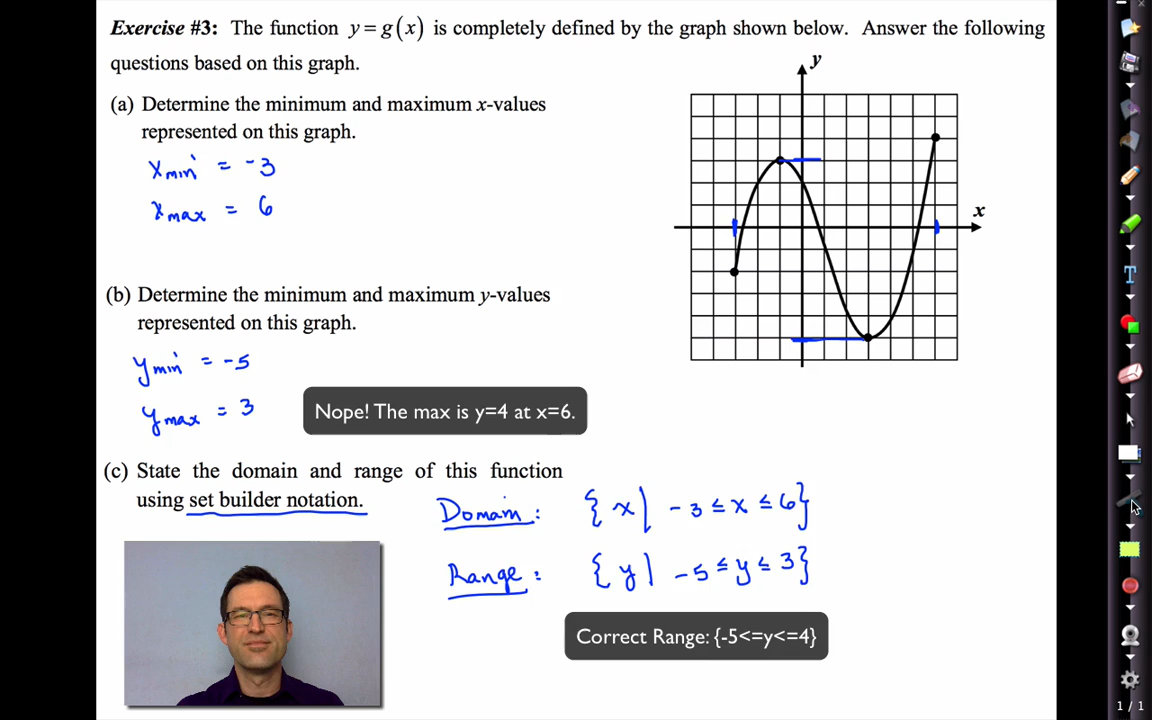 Exercise #3: The function y = g(x) is completely defined by the graph shown below. Answer the following
questions based on this graph.
y
(a) Determine the minimum and maximum x-values
represented on this graph.
xmin = -3
xmax = 6
x
(b) Determine the minimum and maximum y-values
represented on this graph.
ymin = -5
ymax = 3
Nope! The max is y=4 at x=6.
(c) State the domain and range of this function
using set builder notation.
Domain: { x | -3 ≤ x ≤ 6}
Range: { y | -5 ≤ y ≤ 3}
Correct Range: {-5<=y<=4}
T
1 / 1